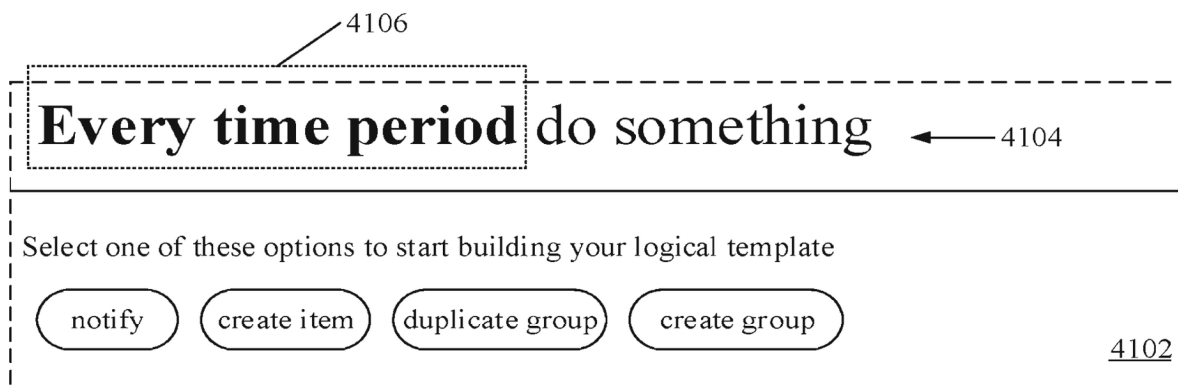 4106
Every time period do something 4104
Select one of these options to start building your logical template
notify create item duplicate group create group
4102